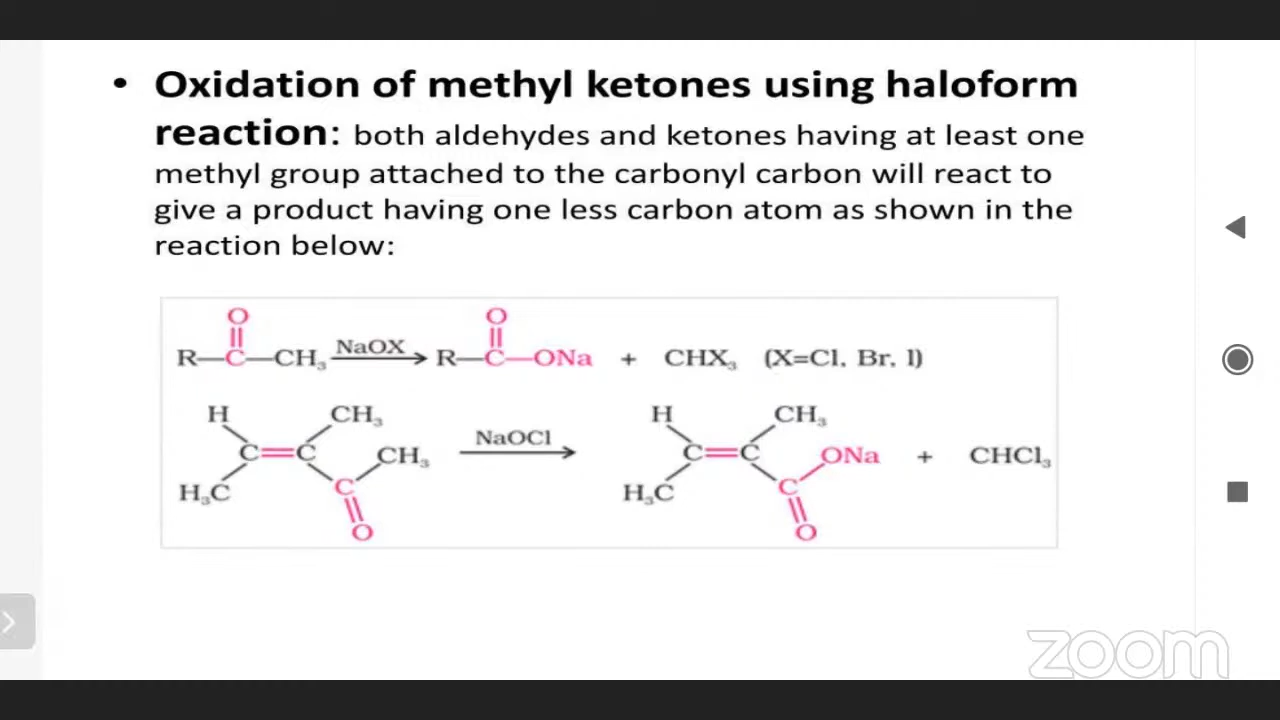 • Oxidation of methyl ketones using haloform
reaction: both aldehydes and ketones having at least one
methyl group attached to the carbonyl carbon will react to
give a product having one less carbon atom as shown in the
reaction below:
O O
R—C—CH₃ NaOX R—C—ONa + CHX₃ (X=Cl, Br, I)
H CH₃ H CH₃
C=C CH₃ NaOCl C=C ONa + CHCl₃
H₃C C H₃C C
O O
zoom